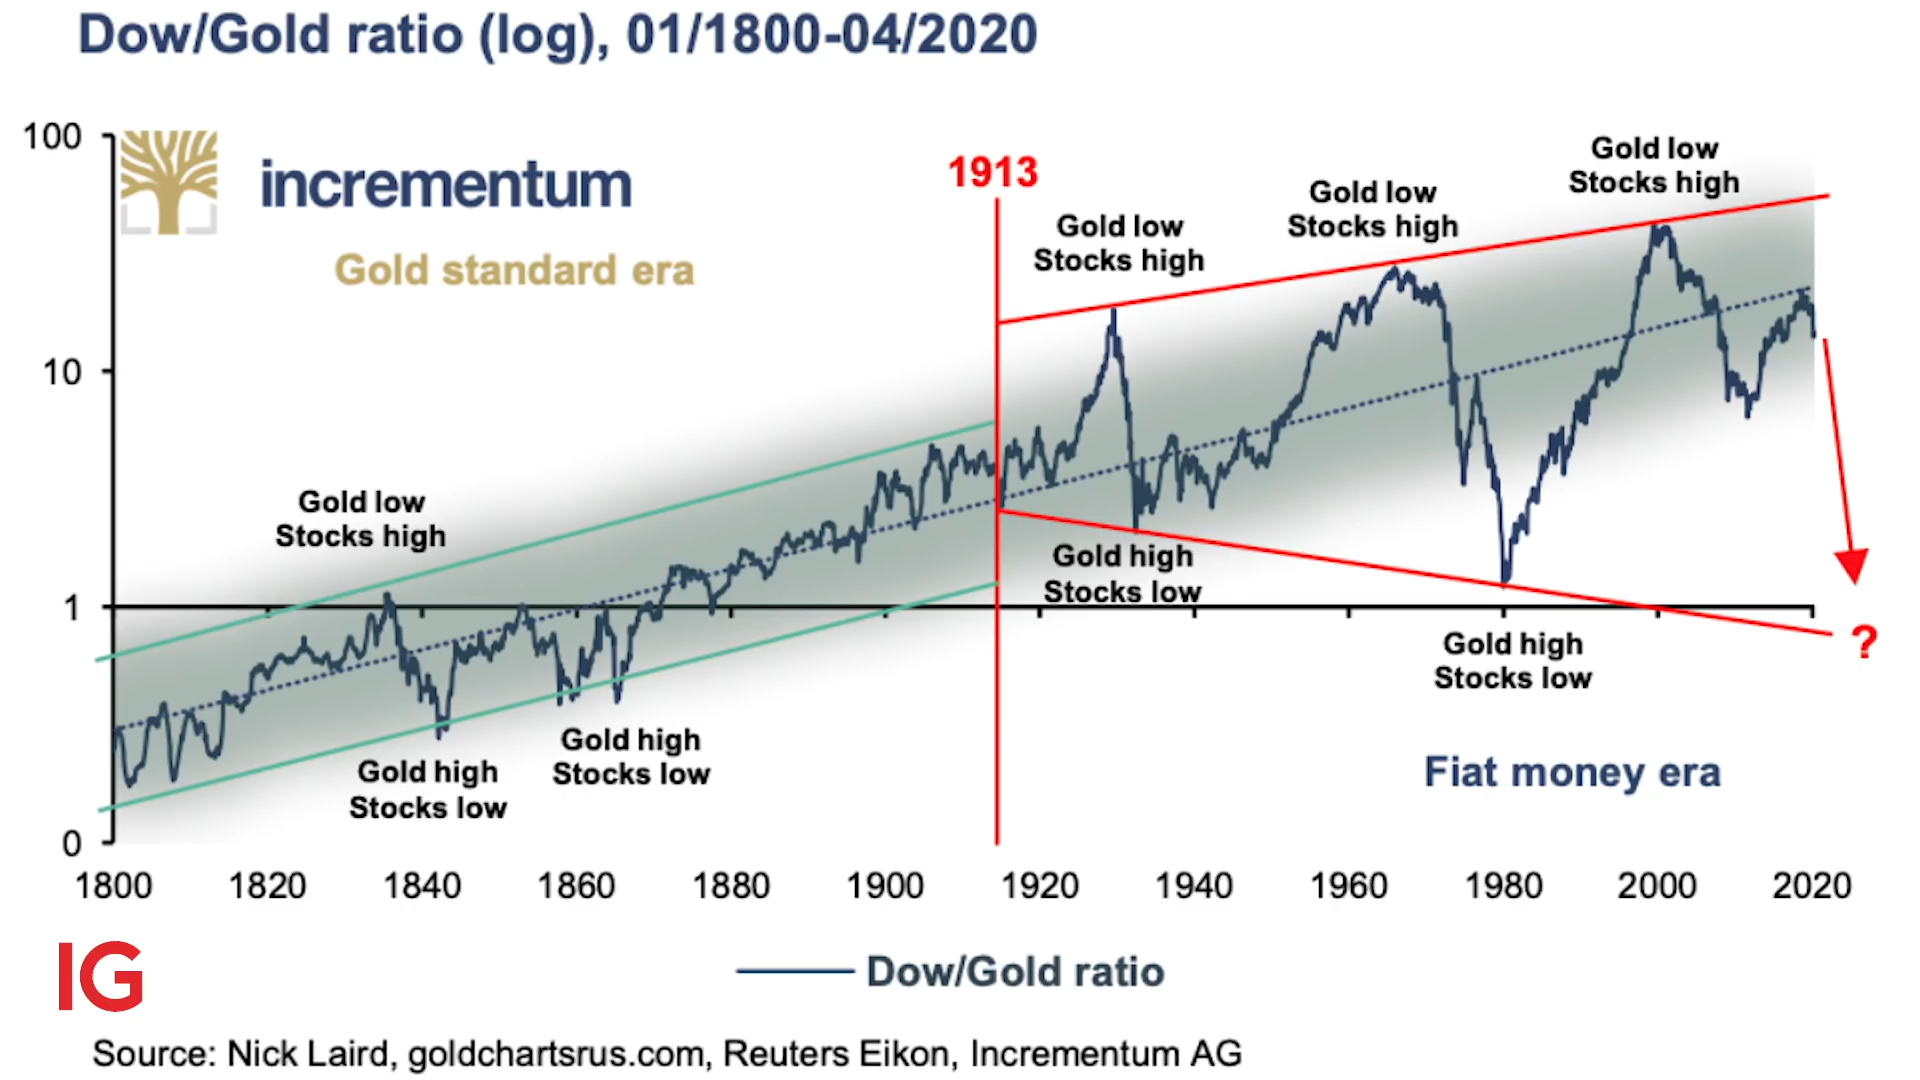 Dow/Gold ratio (log), 01/1800-04/2020
100
10
1
0
incrementum
Gold standard era
1913
Gold low
Stocks high
Gold low
Stocks high
Gold low
Stocks high
Gold low
Stocks high
Gold high
Stocks low
Gold high
Stocks low
Gold high
Stocks low
Gold high
Stocks low
?
Fiat money era
1800 1820 1840 1860 1880 1900 1920 1940 1960 1980 2000 2020
Dow/Gold ratio
IG
Source: Nick Laird, goldchartsrus.com, Reuters Eikon, Incrementum AG